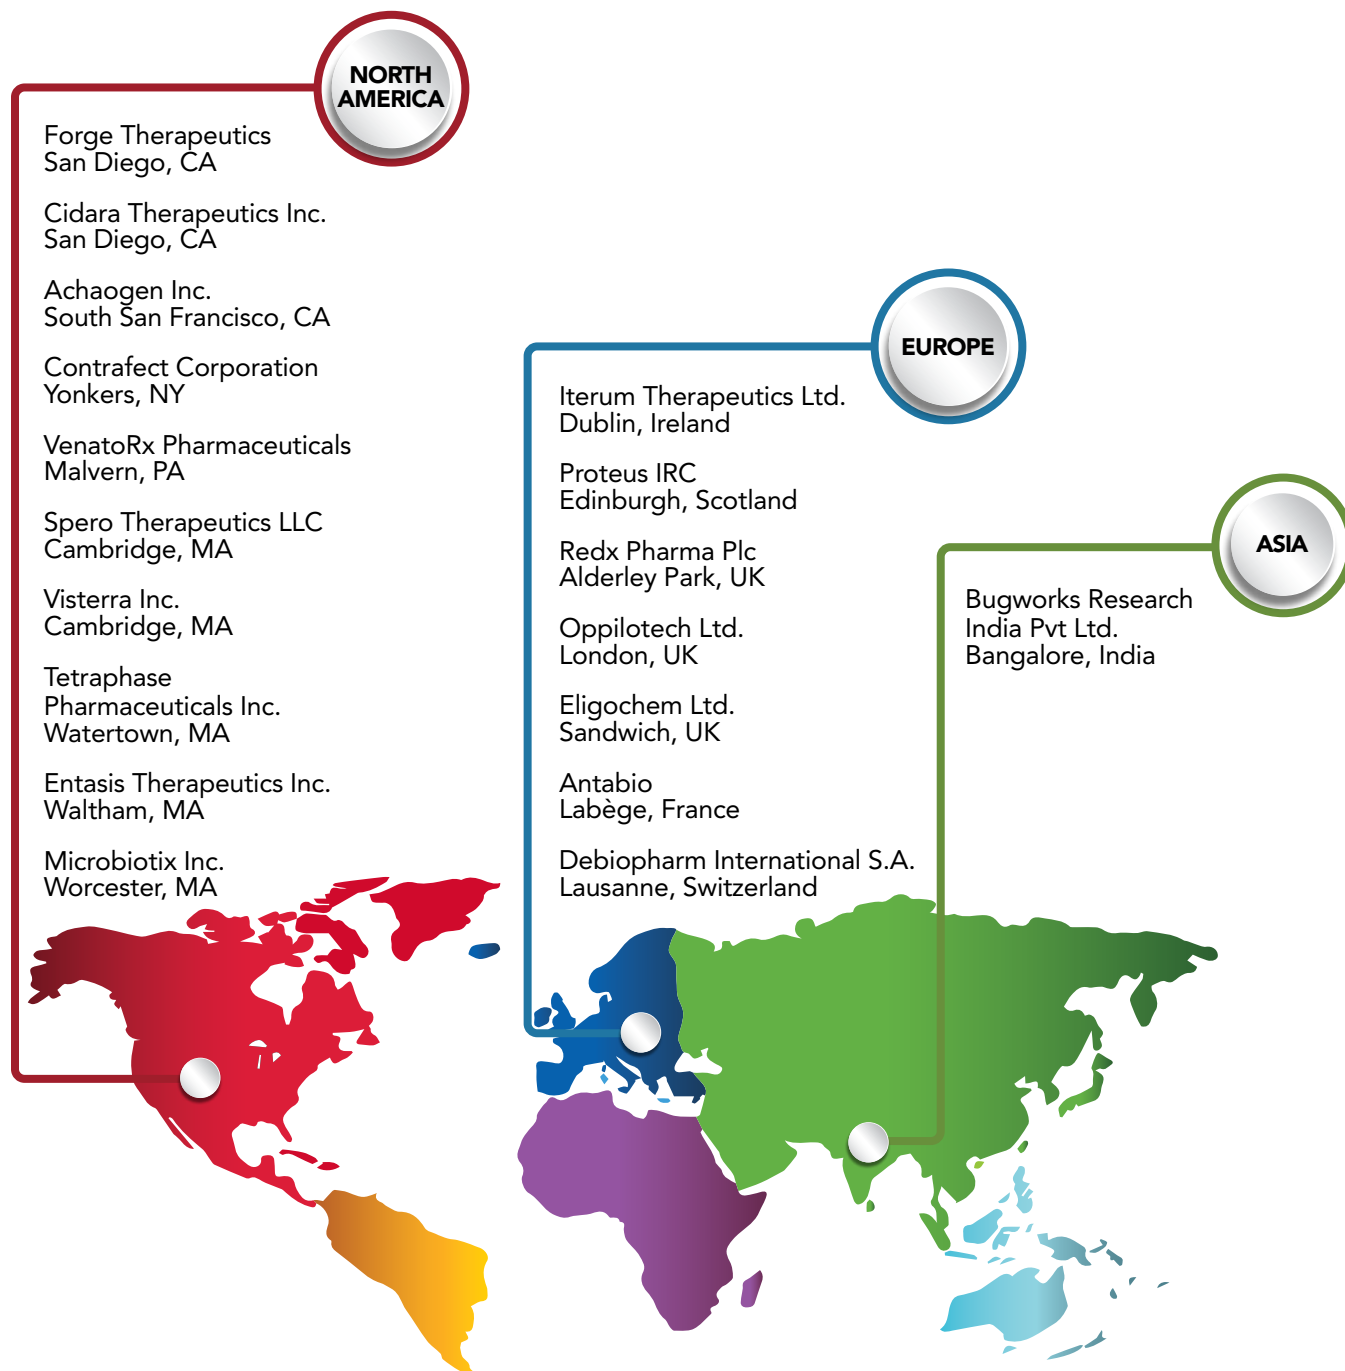 NORTH
AMERICA
Forge Therapeutics
San Diego, CA
Cidara Therapeutics Inc.
San Diego, CA
Achaogen Inc.
South San Francisco, CA
Contrafect Corporation
Yonkers, NY
VenatoRx Pharmaceuticals
Malvern, PA
Spero Therapeutics LLC
Cambridge, MA
Visterra Inc.
Cambridge, MA
Tetraphase
Pharmaceuticals Inc.
Watertown, MA
Entasis Therapeutics Inc.
Waltham, MA
Microbiotix Inc.
Worcester, MA
EUROPE
Iterum Therapeutics Ltd.
Dublin, Ireland
Proteus IRC
Edinburgh, Scotland
Redx Pharma Plc
Alderley Park, UK
Oppilotech Ltd.
London, UK
Eligochem Ltd.
Sandwich, UK
Antabio
Labège, France
Debiopharm International S.A.
Lausanne, Switzerland
ASIA
Bugworks Research
India Pvt Ltd.
Bangalore, India